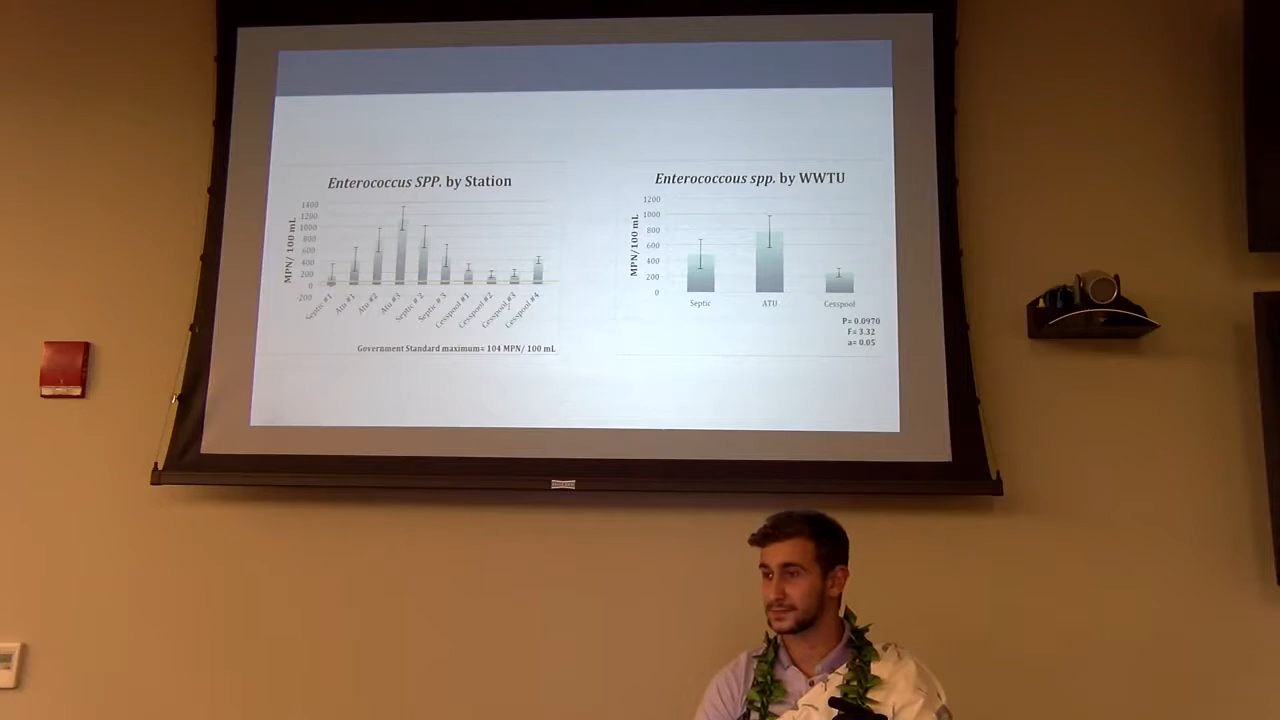 Enterococcus SPP. by Station
MPN/ 100 mL
1400
1200
1000
800
600
400
200
0
-200
Septic #1
Atu #1
Atu #2
Atu #3
Septic # 2
Septic # 3
Cesspool #1
Cesspool #2
Cesspool #3
Cesspool #4
Government Standard maximum= 104 MPN/ 100 mL
Enterococcous spp. by WWTU
MPN/100 mL
1200
1000
800
600
400
200
0
Septic
ATU
Cesspool
P= 0.0970
F= 3.32
a= 0.05